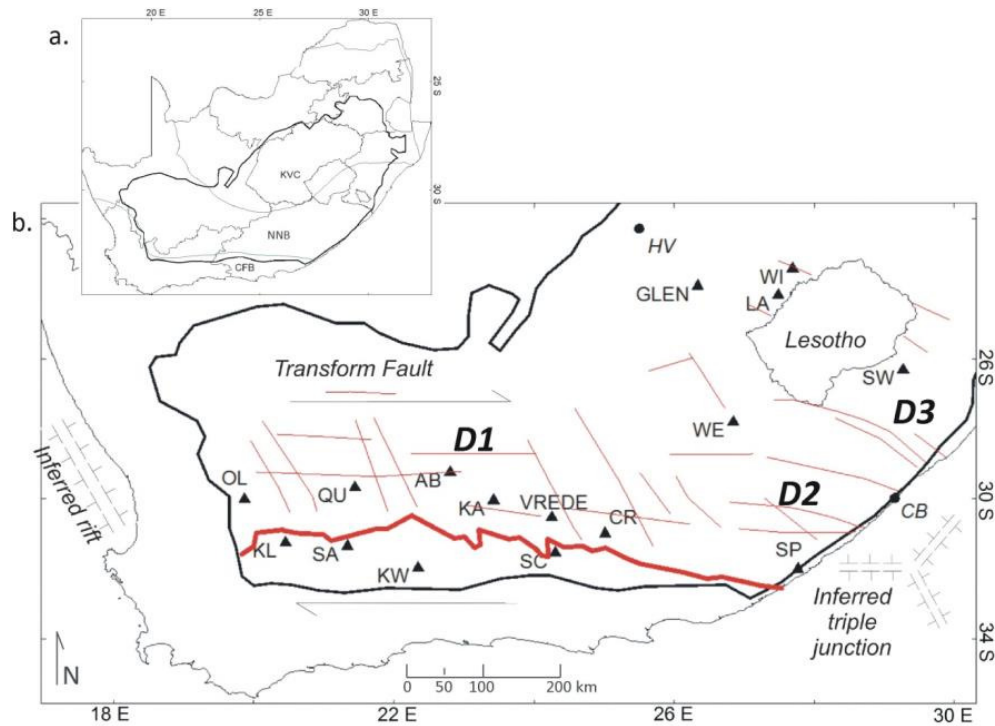 a.
20 E
25 E
30 E
25 S
30 S
KVC
NNB
CFB
b.
HV
GLEN
WI
LA
Lesotho
26 S
SW
Transform Fault
D3
WE
D1
Inferred rift
OL
QU
AB
KA
VREDE
D2
30 S
CB
CR
KL
SA
KW
SC
SP
Inferred
triple
junction
34 S
N
0 50 100 200 km
18 E
22 E
26 E
30 E